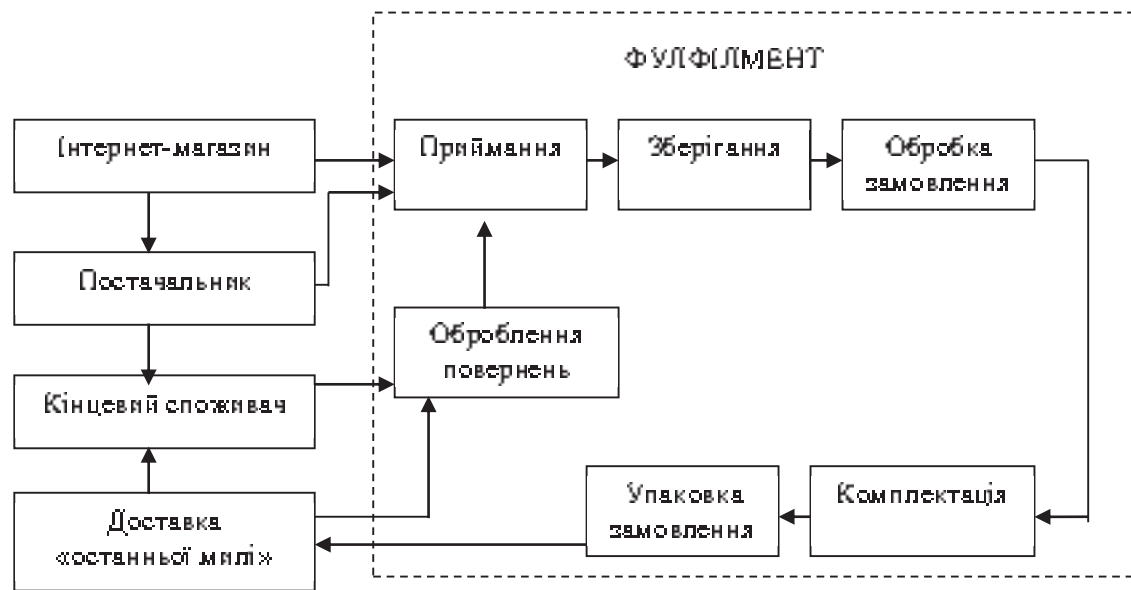 ФУЛФІЛМЕНТ
Інтернет-магазин
Приймання
Зберігання
Обробка
замовлення
Постачальник
Оброблення
повернень
Кінцевий споживач
Упаковка
замовлення
Комплектація
Доставка
«останньої милі»